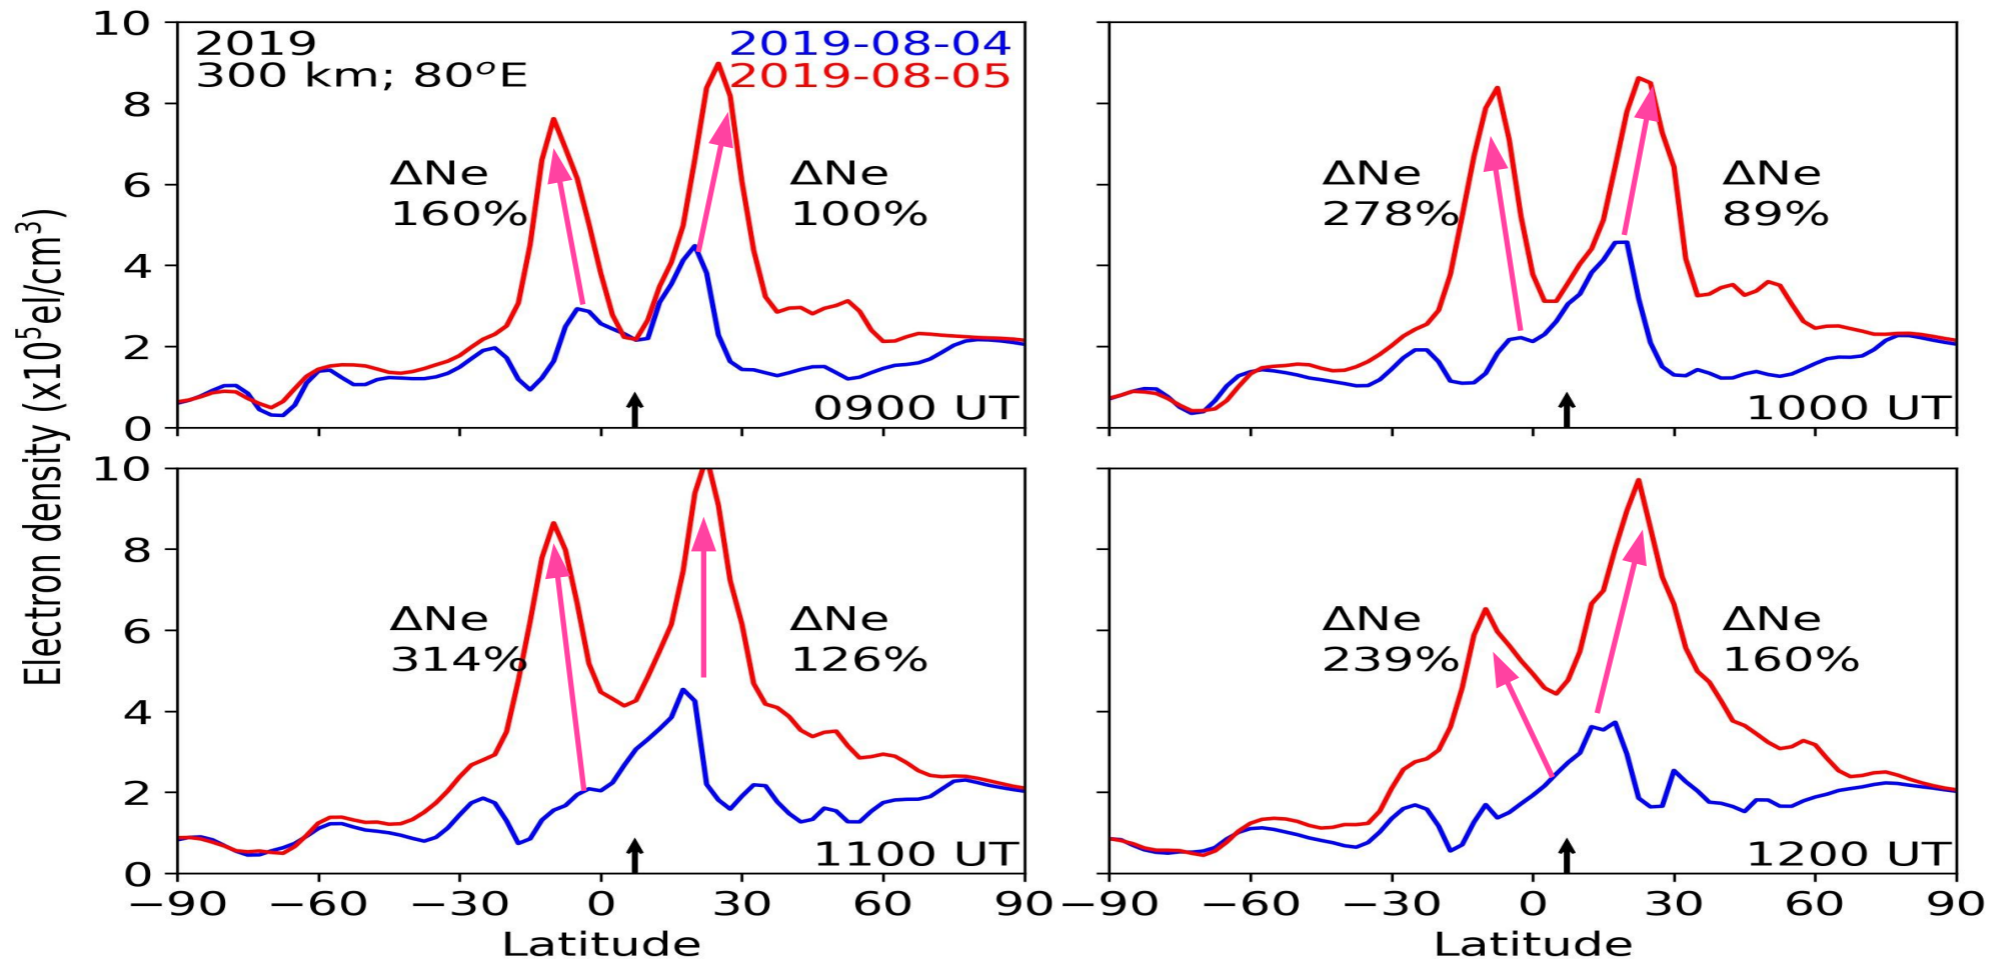 Electron density (x10⁵el/cm³)
10
8
6
4
2
0
2019
300 km; 80ᵒE
2019-08-04
2019-08-05
ΔNe
160%
ΔNe
100%
0900 UT
ΔNe
278%
ΔNe
89%
1000 UT
10
8
6
4
2
0
ΔNe
314%
ΔNe
126%
1100 UT
−90 −60 −30 0 30 60 90
Latitude
ΔNe
239%
ΔNe
160%
1200 UT
−90 −60 −30 0 30 60 90
Latitude